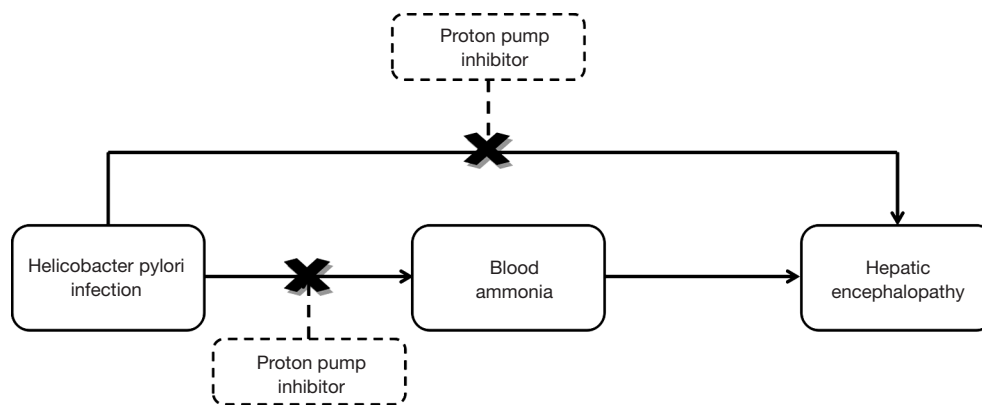 Proton pump
inhibitor
Helicobacter pylori
infection
Blood
ammonia
Hepatic
encephalopathy
Proton pump
inhibitor